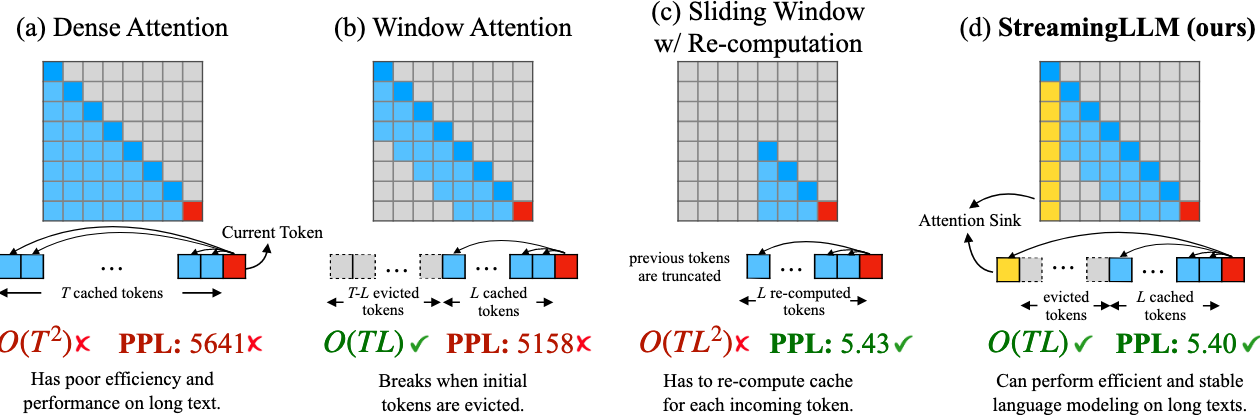 (a) Dense Attention
(b) Window Attention
(c) Sliding Window
w/ Re-computation
(d) StreamingLLM (ours)
Current Token
...
T cached tokens
...
...
T-L evicted
tokens
L cached
tokens
previous tokens
are truncated
...
L re-computed
tokens
Attention Sink
...
...
evicted
tokens
L cached
tokens
O(T²)✗ PPL: 5641✗
O(TL)✓ PPL: 5158✗
O(TL²)✗ PPL: 5.43✓
O(TL)✓ PPL: 5.40✓
Has poor efficiency and
performance on long text.
Breaks when initial
tokens are evicted.
Has to re-compute cache
for each incoming token.
Can perform efficient and stable
language modeling on long texts.